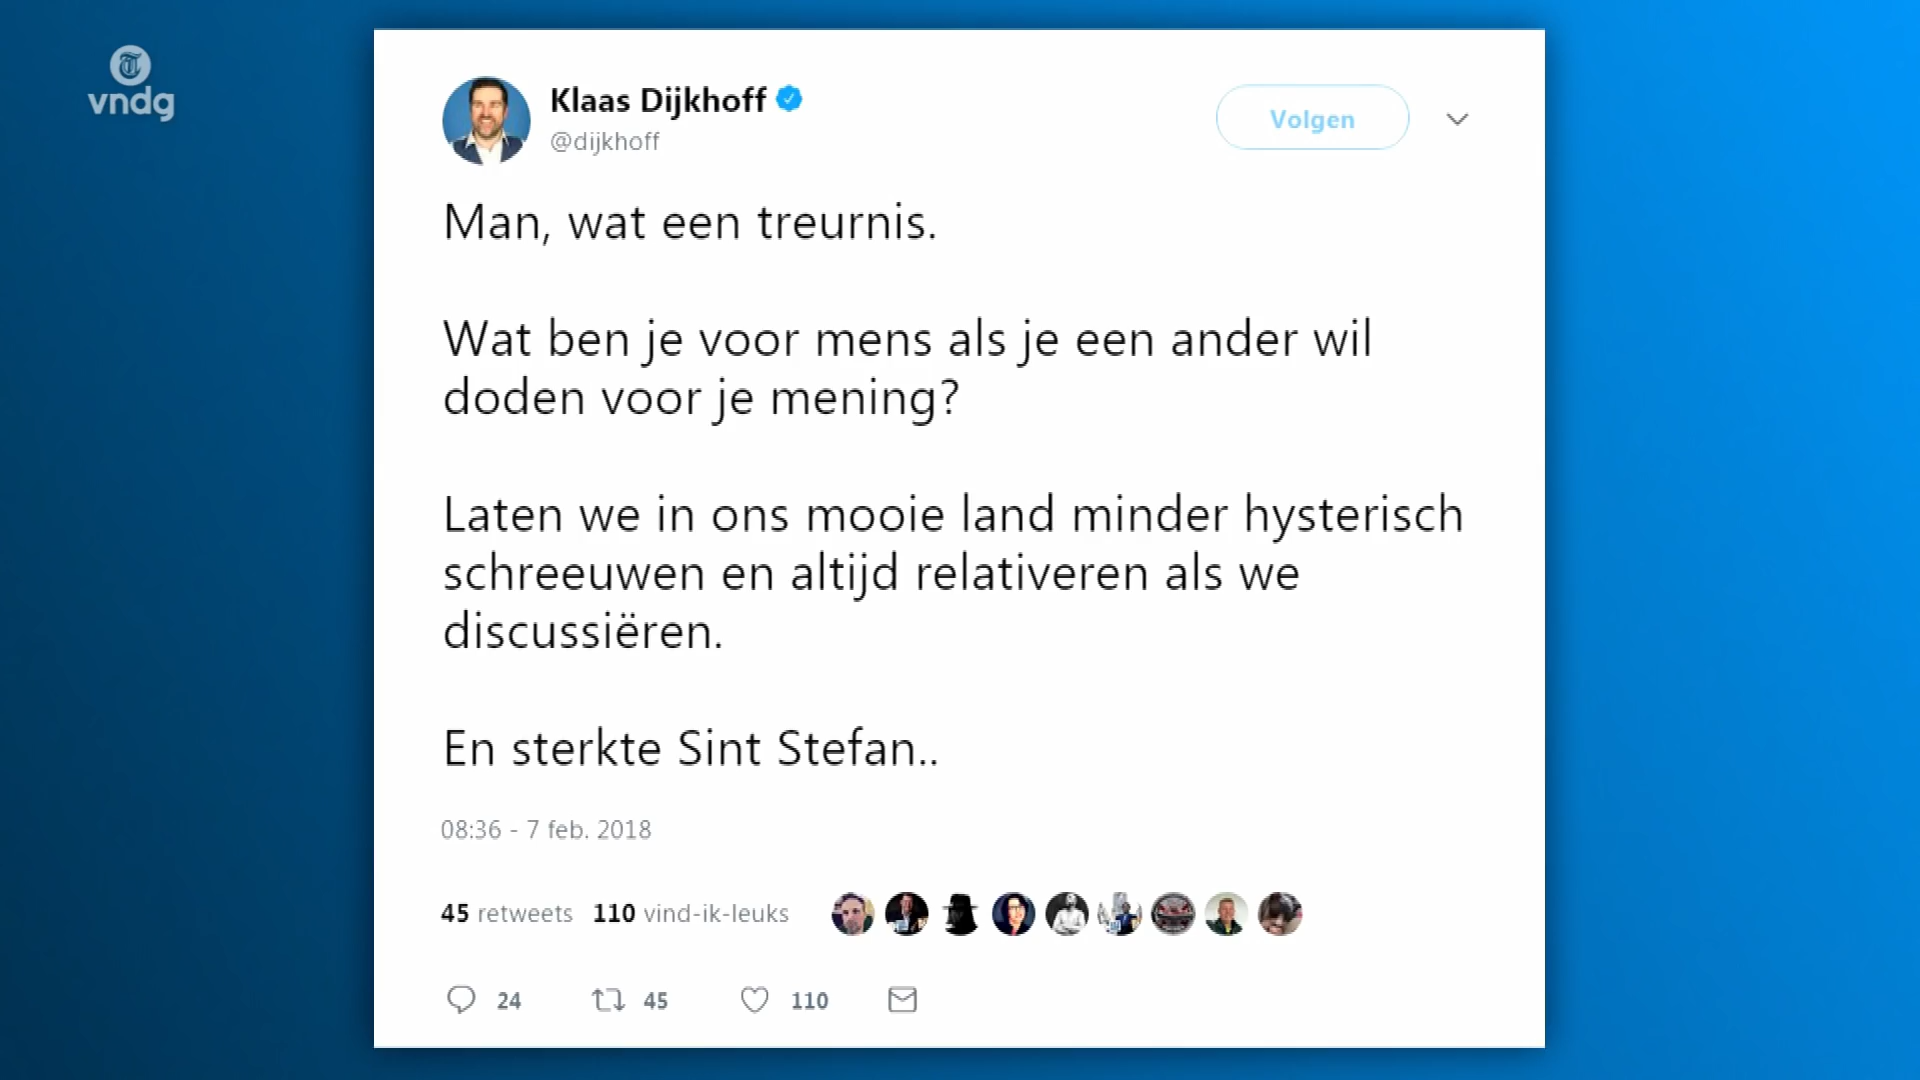 T
vndg
Klaas Dijkhoff
@dijkhoff
Volgen
Man, wat een treurnis.
Wat ben je voor mens als je een ander wil
doden voor je mening?
Laten we in ons mooie land minder hysterisch
schreeuwen en altijd relativeren als we
discussiëren.
En sterkte Sint Stefan..
08:36 - 7 feb. 2018
45 retweets 110 vind-ik-leuks
24 45 110